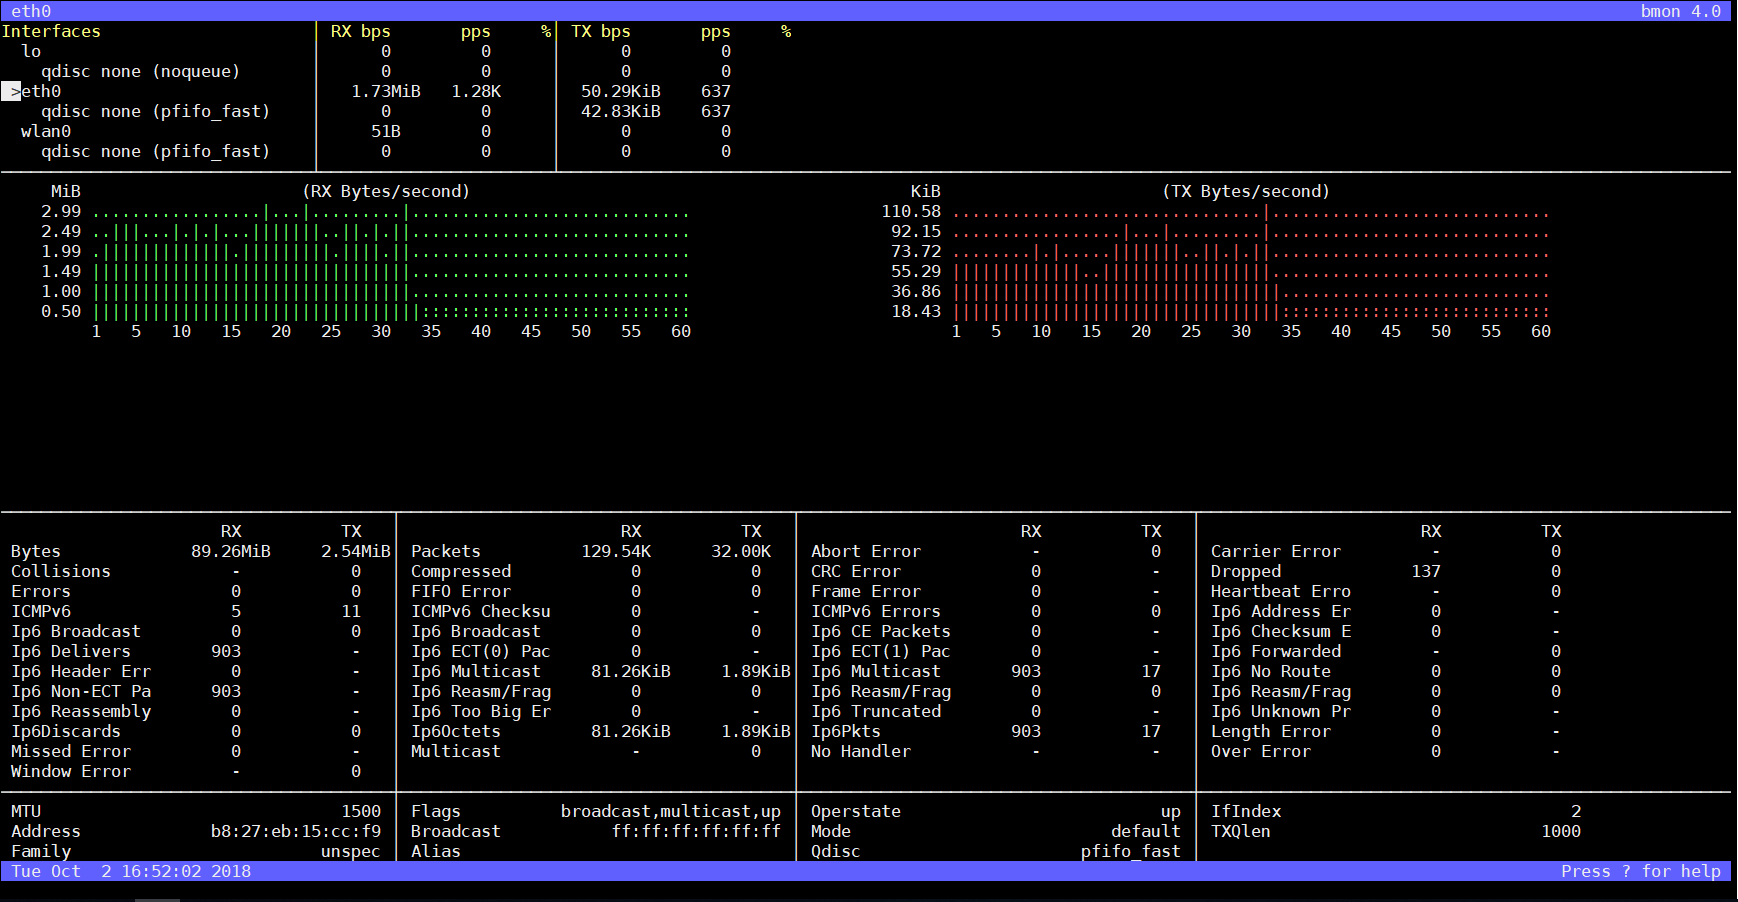 eth0 bmon 4.0
Interfaces RX bps pps % TX bps pps %
lo 0 0 0 0
qdisc none (noqueue) 0 0 0 0
>eth0 1.73MiB 1.28K 50.29KiB 637
qdisc none (pfifo_fast) 0 0 42.83KiB 637
wlan0 51B 0 0 0
qdisc none (pfifo_fast) 0 0 0 0
MiB (RX Bytes/second) KiB (TX Bytes/second)
2.99 .................|...|.........|............................ 110.58 ...............................|............................
2.49 ..|||...|.|.|...|||||||..||.|.||............................ 92.15 .................|...|.........|............................
1.99 .|||||||||||||.|||||||||.||||.||............................ 73.72 ........|.|.....|||||||..||.|.||............................
1.49 ||||||||||||||||||||||||||||||||............................ 55.29 |||||||||||||..|||||||||||||||||............................
1.00 ||||||||||||||||||||||||||||||||............................ 36.86 |||||||||||||||||||||||||||||||||...........................
0.50 |||||||||||||||||||||||||||||||||::::::::::::::::::::::::::: 18.43 |||||||||||||||||||||||||||||||||:::::::::::::::::::::::::::
1 5 10 15 20 25 30 35 40 45 50 55 60 1 5 10 15 20 25 30 35 40 45 50 55 60
RX TX RX TX RX TX RX TX
Bytes 89.26MiB 2.54MiB Packets 129.54K 32.00K Abort Error - 0 Carrier Error - 0
Collisions - 0 Compressed 0 0 CRC Error 0 - Dropped 137 0
Errors 0 0 FIFO Error 0 0 Frame Error 0 - Heartbeat Erro - 0
ICMPv6 5 11 ICMPv6 Checksu 0 - ICMPv6 Errors 0 0 Ip6 Address Er 0 -
Ip6 Broadcast 0 0 Ip6 Broadcast 0 0 Ip6 CE Packets 0 - Ip6 Checksum E 0 -
Ip6 Delivers 903 - Ip6 ECT(0) Pac 0 - Ip6 ECT(1) Pac 0 - Ip6 Forwarded - 0
Ip6 Header Err 0 - Ip6 Multicast 81.26KiB 1.89KiB Ip6 Multicast 903 17 Ip6 No Route 0 0
Ip6 Non-ECT Pa 903 - Ip6 Reasm/Frag 0 0 Ip6 Reasm/Frag 0 0 Ip6 Reasm/Frag 0 0
Ip6 Reassembly 0 - Ip6 Too Big Er 0 - Ip6 Truncated 0 - Ip6 Unknown Pr 0 -
Ip6Discards 0 0 Ip6Octets 81.26KiB 1.89KiB Ip6Pkts 903 17 Length Error 0 -
Missed Error 0 - Multicast - 0 No Handler - - Over Error 0 -
Window Error - 0
MTU 1500 Flags broadcast,multicast,up Operstate up IfIndex 2
Address b8:27:eb:15:cc:f9 Broadcast ff:ff:ff:ff:ff:ff Mode default TXQlen 1000
Family unspec Alias Qdisc pfifo_fast
Tue Oct 2 16:52:02 2018 Press ? for help